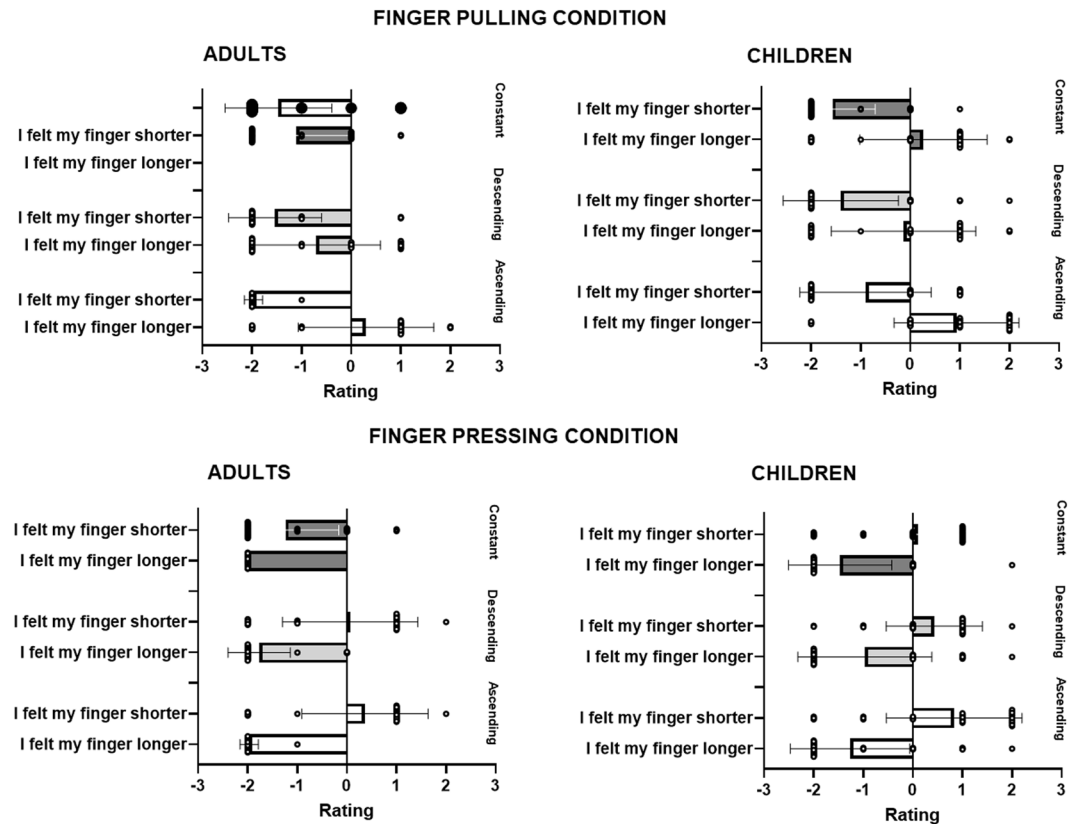 FINGER PULLING CONDITION
ADULTS
I felt my finger shorter
I felt my finger longer
I felt my finger shorter
I felt my finger longer
I felt my finger shorter
I felt my finger longer
Constant
Descending
Ascending
-3 -2 -1 0 1 2 3
Rating
CHILDREN
I felt my finger shorter
I felt my finger longer
I felt my finger shorter
I felt my finger longer
I felt my finger shorter
I felt my finger longer
Constant
Descending
Ascending
-3 -2 -1 0 1 2 3
Rating
FINGER PRESSING CONDITION
ADULTS
I felt my finger shorter
I felt my finger longer
I felt my finger shorter
I felt my finger longer
I felt my finger shorter
I felt my finger longer
Constant
Descending
Ascending
-3 -2 -1 0 1 2 3
Rating
CHILDREN
I felt my finger shorter
I felt my finger longer
I felt my finger shorter
I felt my finger longer
I felt my finger shorter
I felt my finger longer
Constant
Descending
Ascending
-3 -2 -1 0 1 2 3
Rating